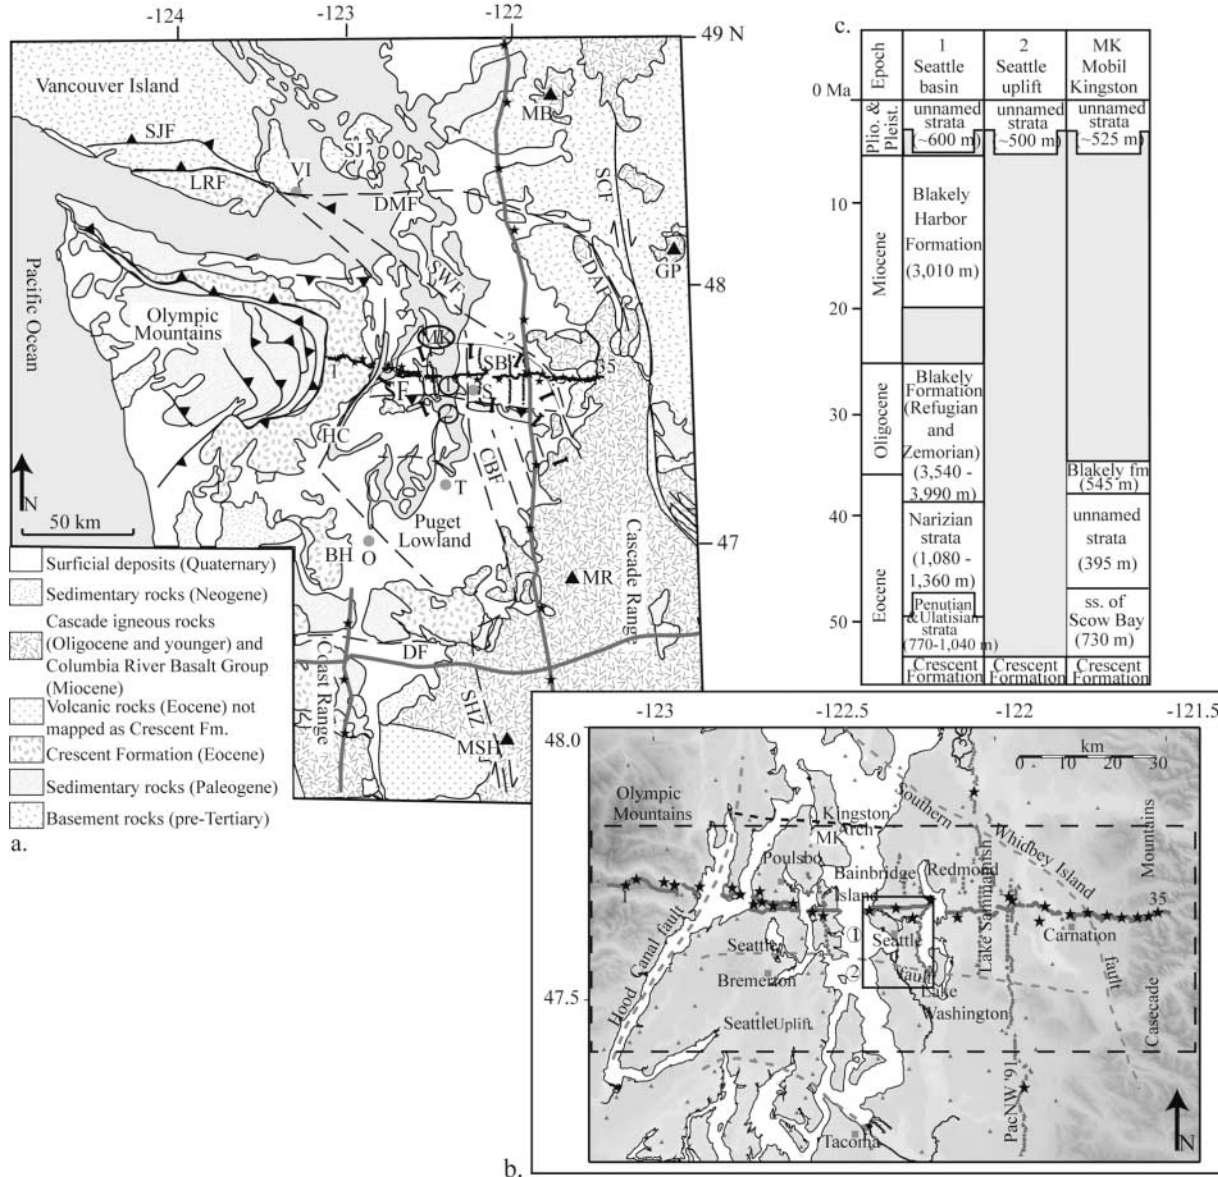 -124
-123
-122
49 N
48
47
Vancouver Island
SJF
LRF
VI
SJ
DMF
MB
SCF
GP
DAF
SWF
Pacific Ocean
Olympic
Mountains
MK
?
SB
1
35
F
S
HC
CBF
T
Puget
Lowland
BH
O
MR
Cascade Range
DF
Coast Range
SHZ
MSH
N
50 km
Surficial deposits (Quaternary)
Sedimentary rocks (Neogene)
Cascade igneous rocks
(Oligocene and younger) and
Columbia River Basalt Group
(Miocene)
Volcanic rocks (Eocene) not
mapped as Crescent Fm.
Crescent Formation (Eocene)
Sedimentary rocks (Paleogene)
Basement rocks (pre-Tertiary)
a.
c.
Epoch
1
Seattle
basin
2
Seattle
uplift
MK
Mobil
Kingston
0 Ma
10
20
30
40
50
Plio. &
Pleist.
Miocene
Oligocene
Eocene
unnamed
strata
(~600 m)
unnamed
strata
(~500 m)
unnamed
strata
(~525 m)
Blakely
Harbor
Formation
(3,010 m)
Blakely
Formation
(Refugian
and
Zemorian)
(3,540 -
3,990 m)
Narizian
strata
(1,080 -
1,360 m)
Penutian
& Ulatisian
strata
(770-1,040 m)
Crescent
Formation
Crescent
Formation
Blakely fm
(545 m)
unnamed
strata
(395 m)
ss. of
Scow Bay
(730 m)
Crescent
Formation
-123
-122.5
-122
-121.5
48.0
47.5
km
0 10 20 30
Olympic
Mountains
Kingston
Arch
MK
Southern
Whidbey Island
fault
Mountains
Casecade
Poulsbo
Bainbridge
Island
Redmond
Lake Sammamish
1
35
Carnation
Hood Canal fault
1
Seattle
Seattle
fault
2
Bremerton
Lake
Washington
Seattle Uplift
PacNW '91
Tacoma
N
b.